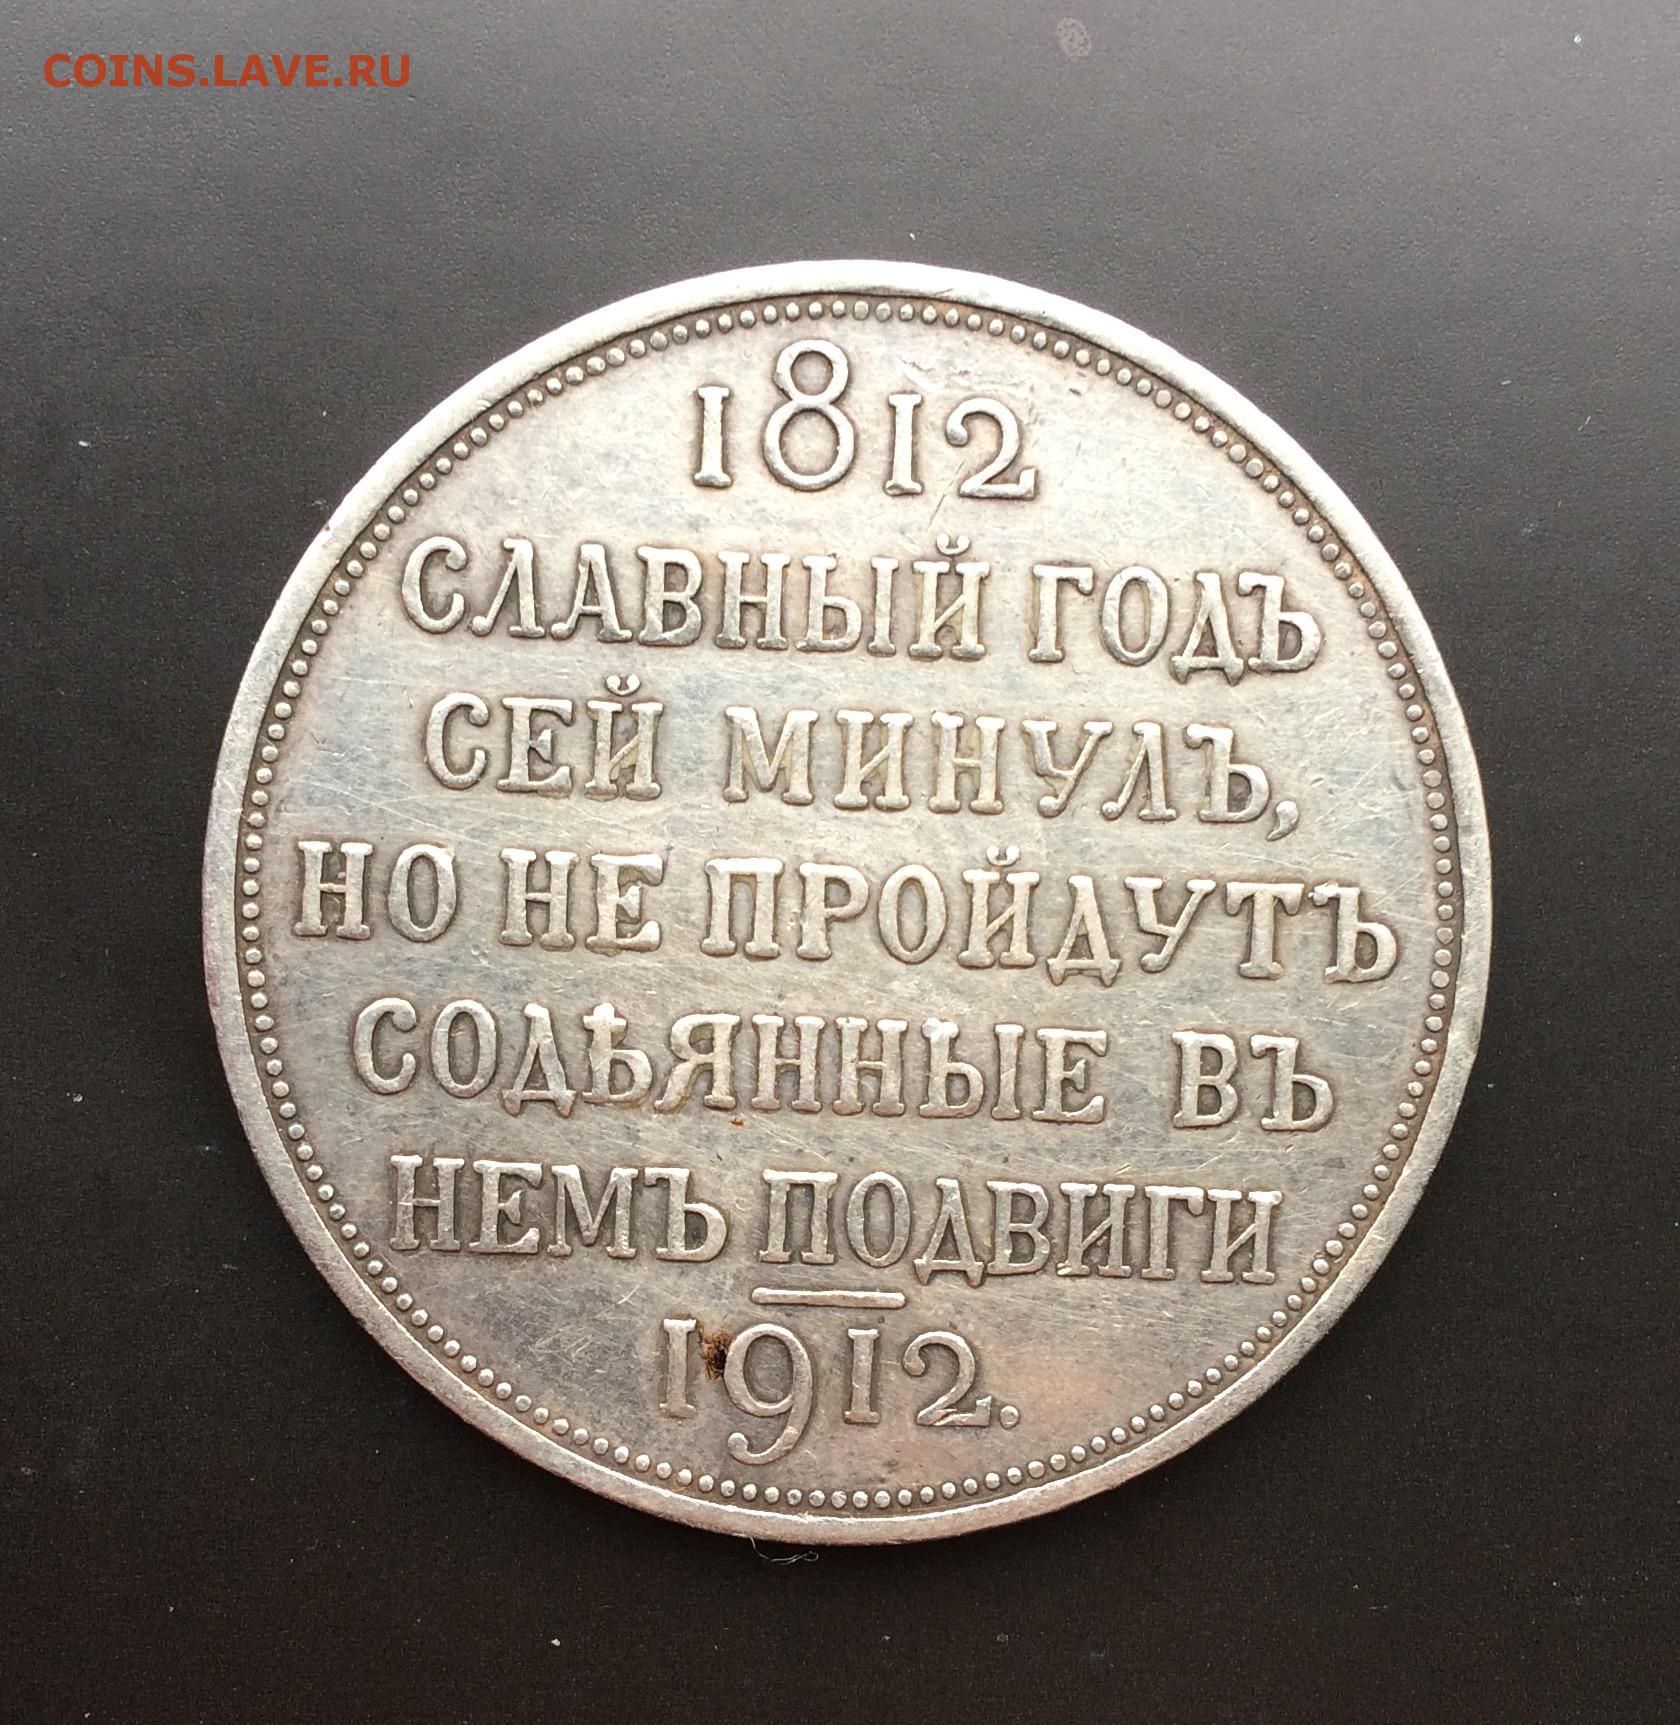 COINS.LAVE.RU
1812
СЛАВНЫЙ ГОДЪ
СЕЙ МИНУЛЪ,
НО НЕ ПРОЙДУТЪ
СОДѢЯННЫЕ ВЪ
НЕМЪ ПОДВИГИ
1912.